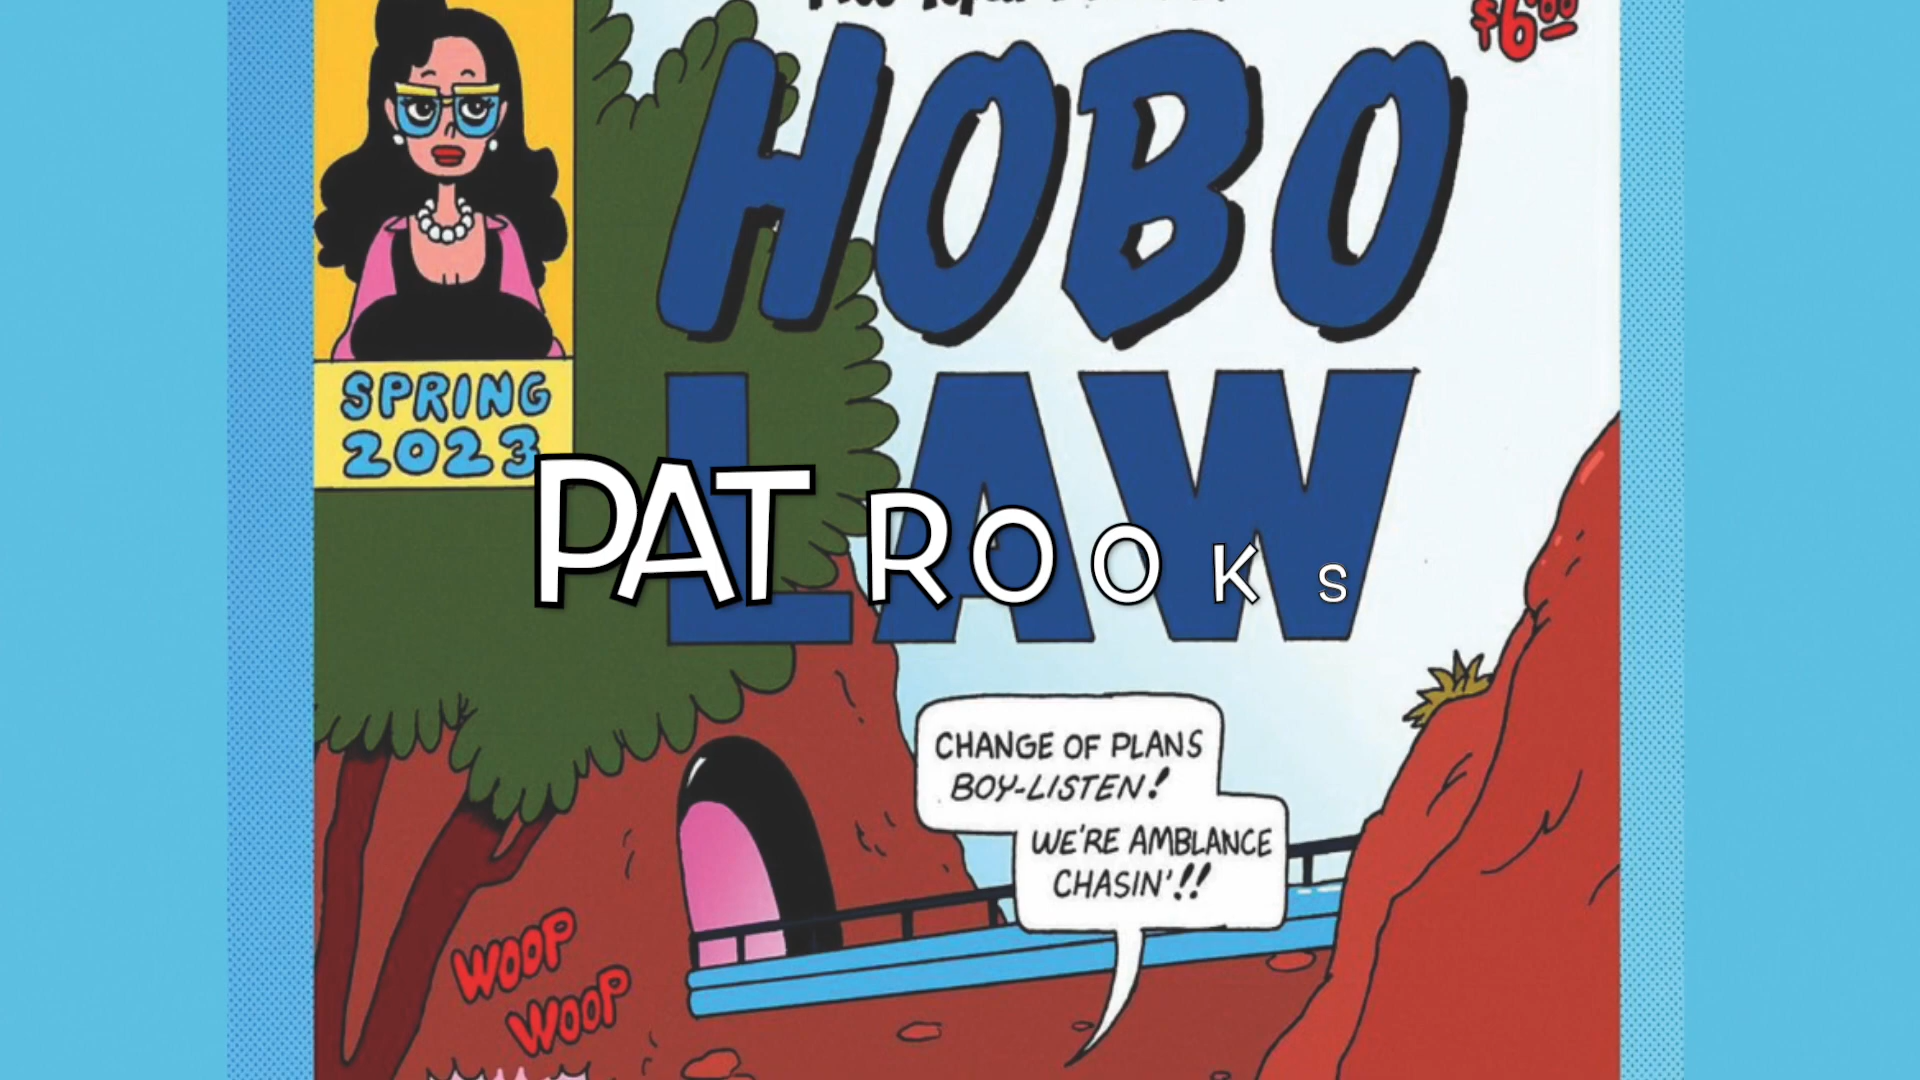 $6.00
HOBO
LAW
SPRING
2023
PAT ROOKS
CHANGE OF PLANS
BOY-LISTEN!
WE'RE AMBLANCE
CHASIN'!!
WOOP
WOOP